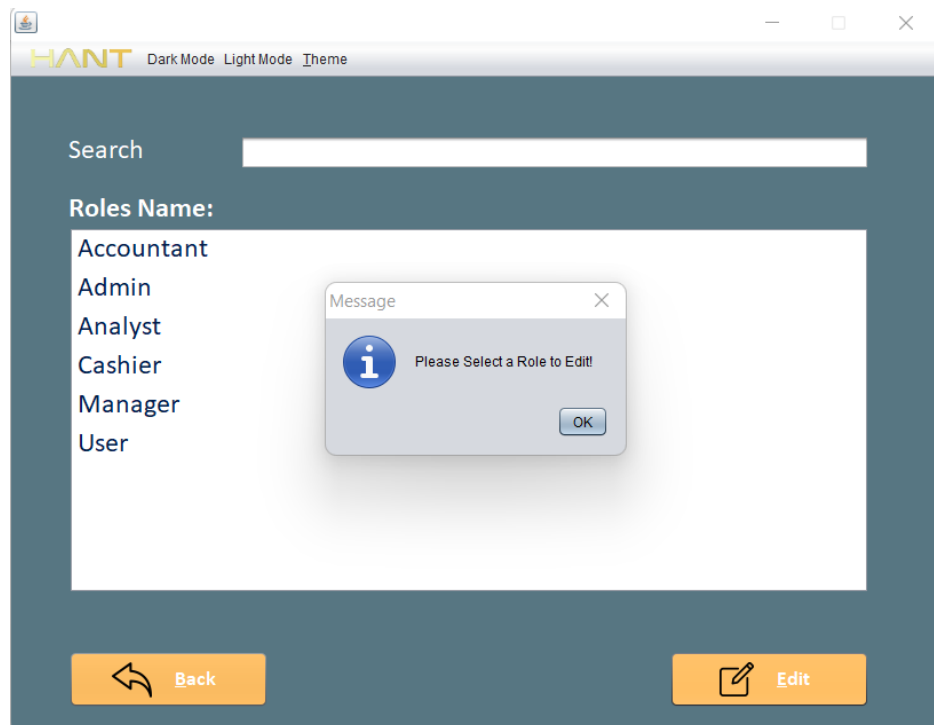 HANT Dark Mode Light Mode Theme
Search
Roles Name:
Accountant
Admin
Analyst
Cashier
Manager
User
Message
Please Select a Role to Edit!
OK
Back
Edit